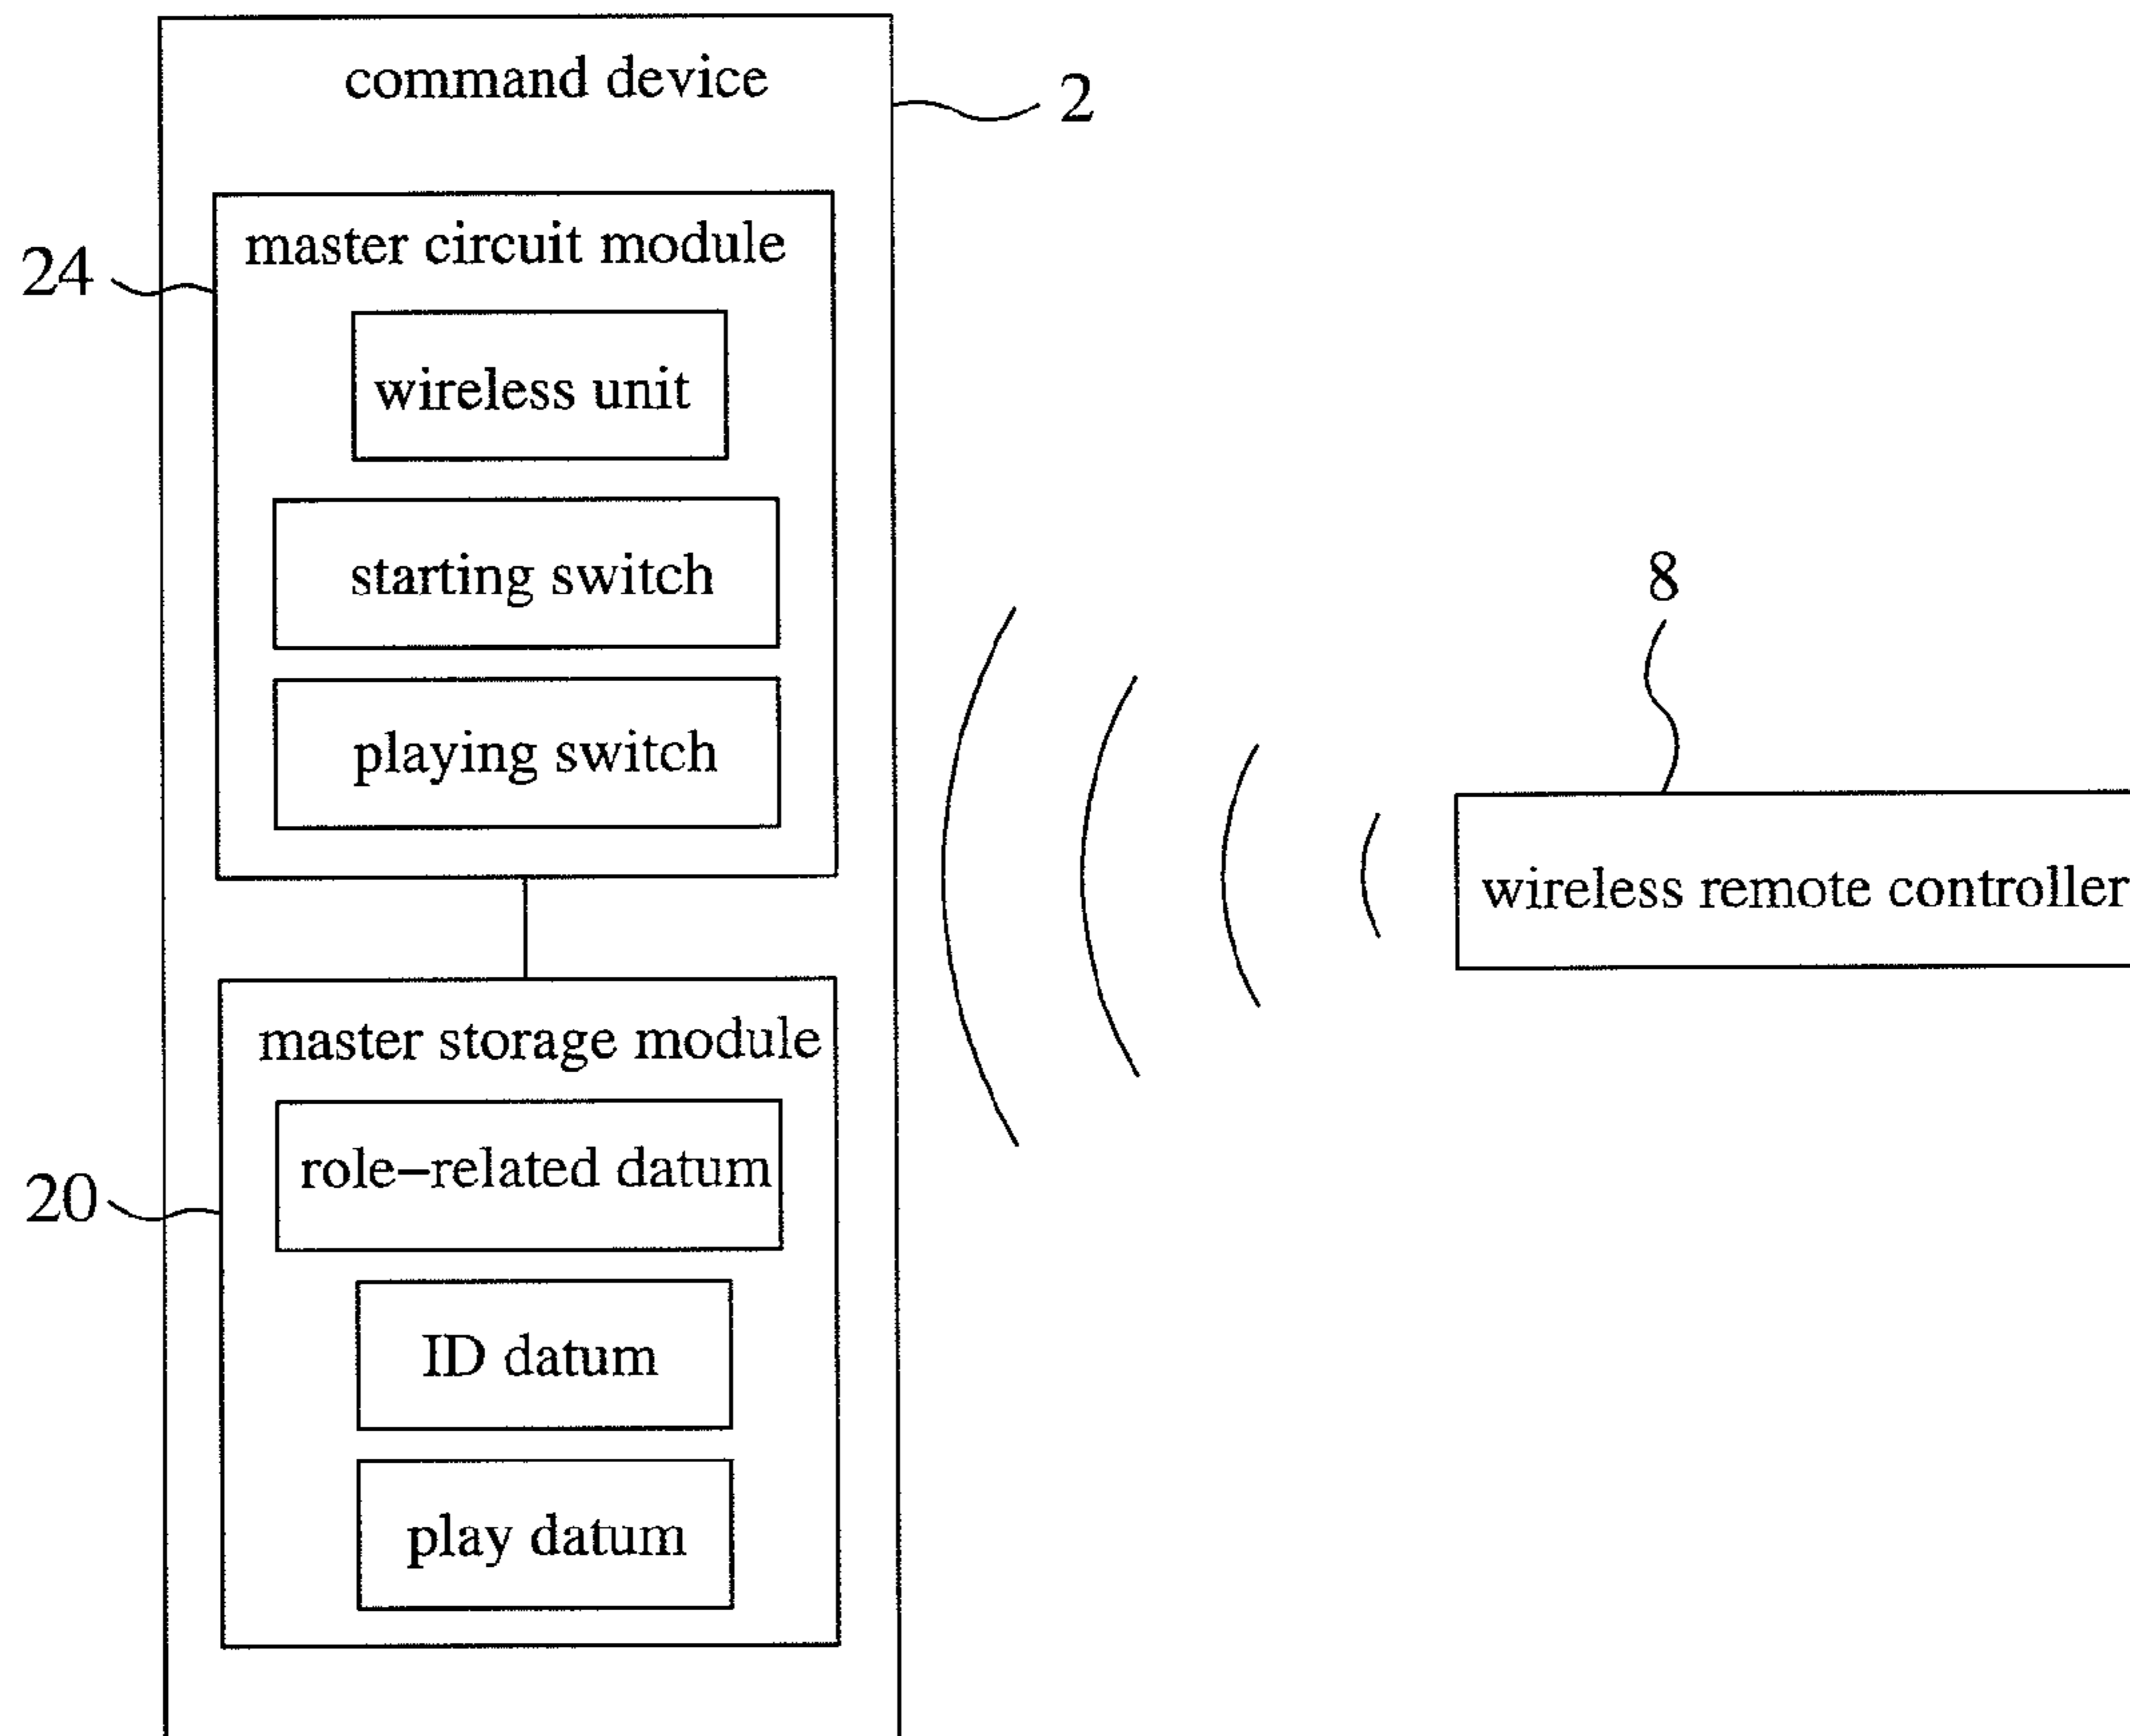 command device
2
master circuit module
24
wireless unit
starting switch
playing switch
8
wireless remote controller
master storage module
role-related datum
20
ID datum
play datum